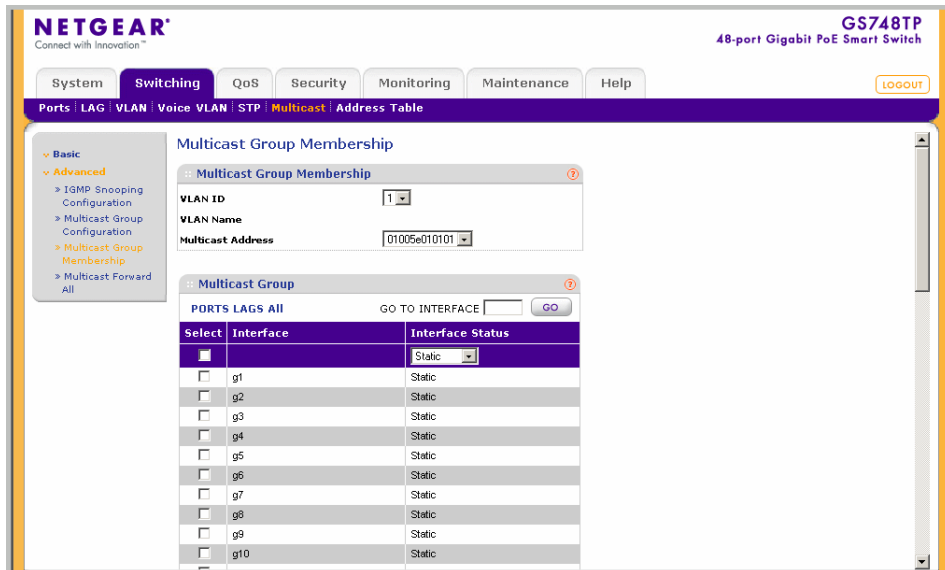 NETGEAR®
Connect with Innovation™
GS748TP
48-port Gigabit PoE Smart Switch
System Switching QoS Security Monitoring Maintenance Help LOGOUT
Ports LAG VLAN Voice VLAN STP Multicast Address Table
Basic
Advanced
» IGMP Snooping
Configuration
» Multicast Group
Configuration
» Multicast Group
Membership
» Multicast Forward
All
Multicast Group Membership
Multicast Group Membership ?
VLAN ID 1
VLAN Name
Multicast Address 01005e010101
Multicast Group ?
PORTS LAGS All GO TO INTERFACE GO
Select Interface Interface Status
Static
g1 Static
g2 Static
g3 Static
g4 Static
g5 Static
g6 Static
g7 Static
g8 Static
g9 Static
g10 Static